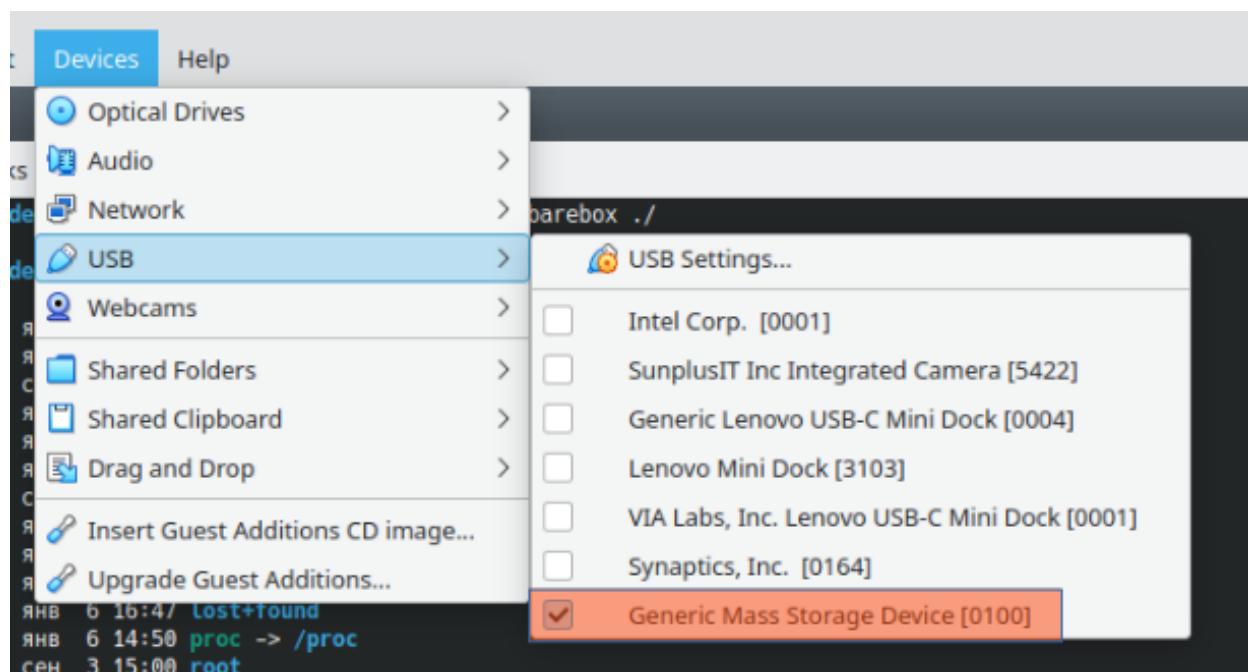 Devices Help
Optical Drives
Audio
Network
barebox ./
USB
USB Settings...
Webcams
Intel Corp. [0001]
Shared Folders
SunplusIT Inc Integrated Camera [5422]
Shared Clipboard
Generic Lenovo USB-C Mini Dock [0004]
Drag and Drop
Lenovo Mini Dock [3103]
Insert Guest Additions CD image...
VIA Labs, Inc. Lenovo USB-C Mini Dock [0001]
Upgrade Guest Additions...
Synaptics, Inc. [0164]
Generic Mass Storage Device [0100]
янв 6 16:47 lost+found
янв 6 14:50 proc -> /proc
сен 3 15:00 root